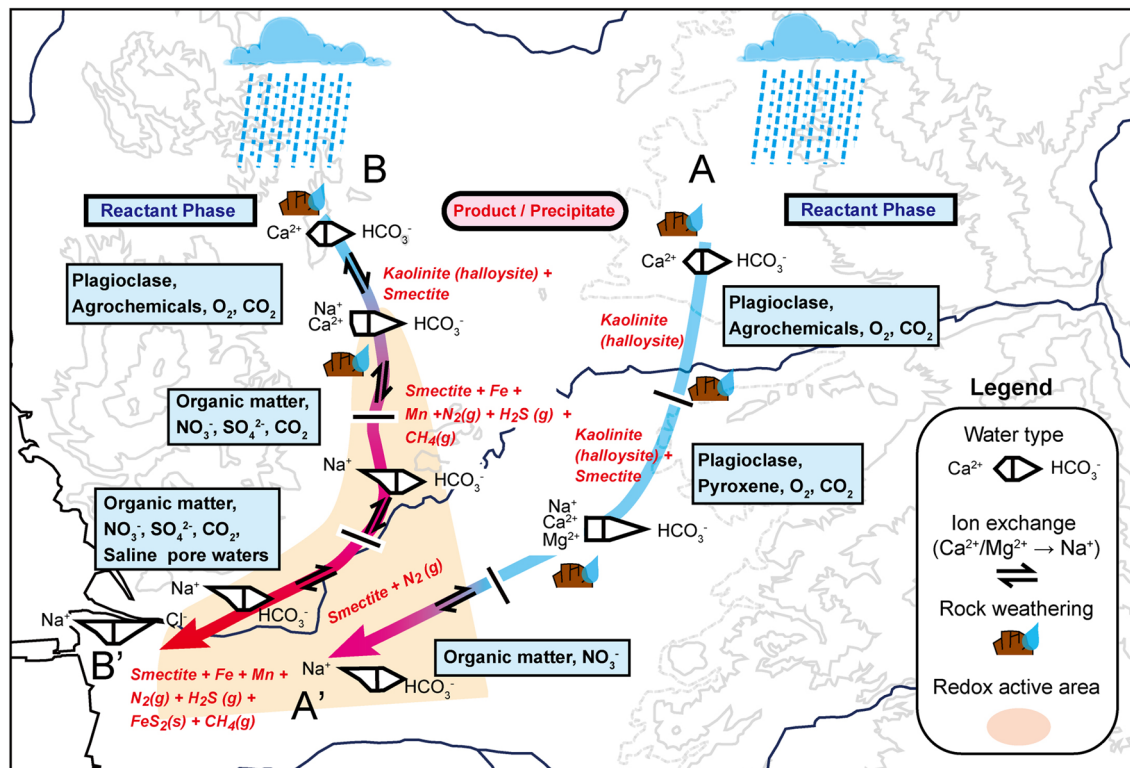 B
A
Reactant Phase
Product / Precipitate
Reactant Phase
Ca²⁺
HCO₃⁻
Ca²⁺
HCO₃⁻
Plagioclase,
Agrochemicals, O₂, CO₂
Kaolinite (halloysite) +
Smectite
Plagioclase,
Agrochemicals, O₂, CO₂
Na⁺
Ca²⁺
HCO₃⁻
Kaolinite
(halloysite)
Organic matter,
NO₃⁻, SO₄²⁻, CO₂
Smectite + Fe +
Mn +N₂(g) + H₂S (g) +
CH₄(g)
Kaolinite
(halloysite) +
Smectite
Plagioclase,
Pyroxene, O₂, CO₂
Na⁺
HCO₃⁻
Organic matter,
NO₃⁻, SO₄²⁻, CO₂,
Saline pore waters
Na⁺
Ca²⁺
Mg²⁺
HCO₃⁻
Na⁺
HCO₃⁻
Smectite + N₂ (g)
Na⁺
Cl⁻
B’
Smectite + Fe + Mn +
N₂(g) + H₂S (g) +
FeS₂(s) + CH₄(g)
Na⁺
HCO₃⁻
A’
Organic matter, NO₃⁻
Legend
Water type
Ca²⁺
HCO₃⁻
Ion exchange
(Ca²⁺/Mg²⁺ → Na⁺)
Rock weathering
Redox active area